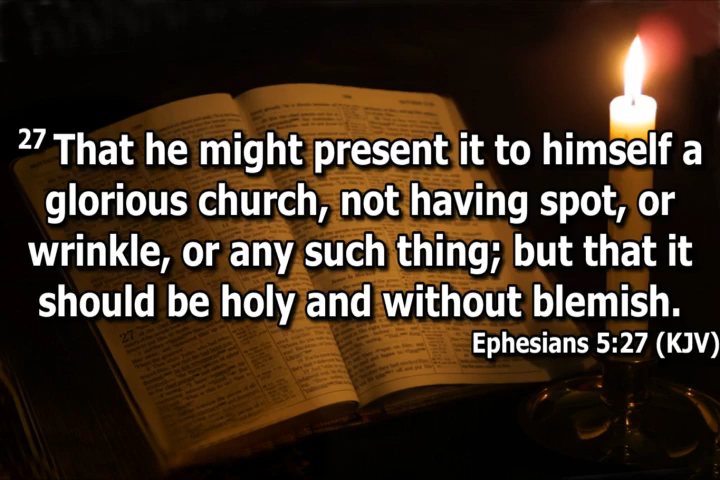 27 That he might present it to himself a
glorious church, not having spot, or
wrinkle, or any such thing; but that it
should be holy and without blemish.
Ephesians 5:27 (KJV)